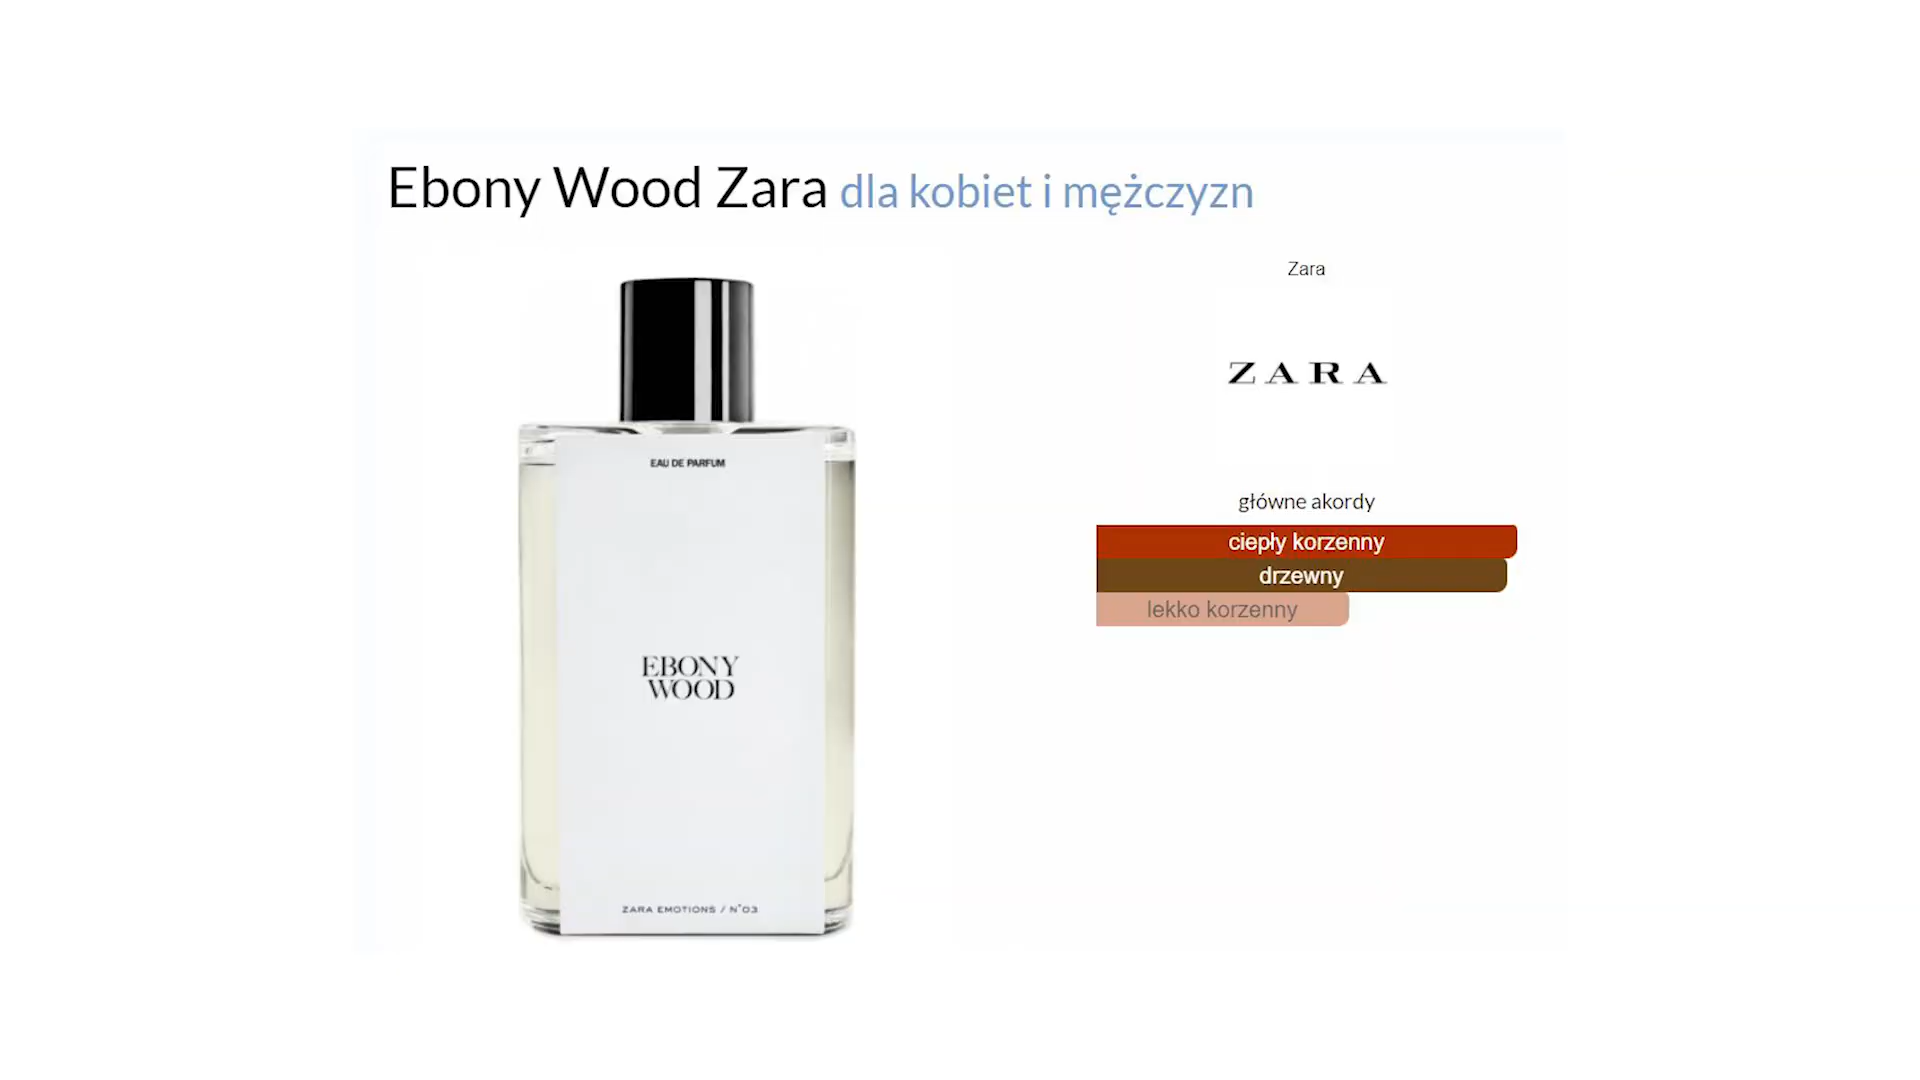 Ebony Wood Zara dla kobiet i mężczyzn
EAU DE PARFUM
EBONY
WOOD
ZARA EMOTIONS / N°03
Zara
ZARA
główne akordy
ciepły korzenny
drzewny
lekko korzenny